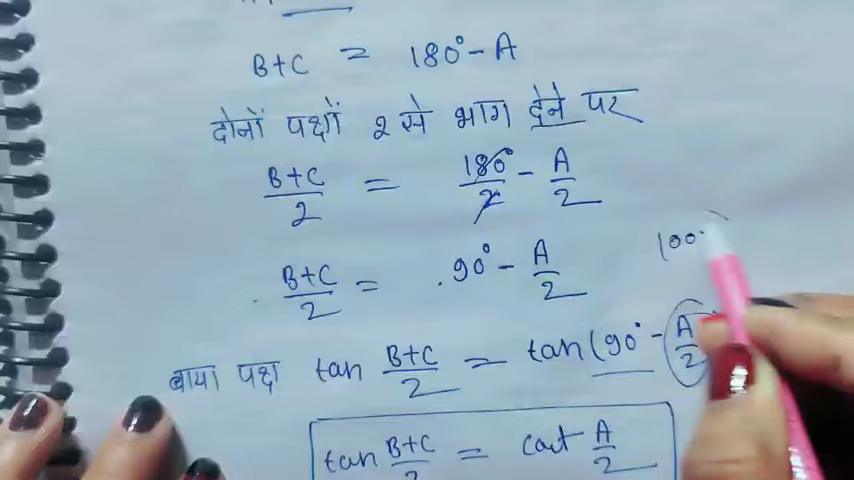 B+C = 180° - A
दोनों पक्षों 2 से भाग देने पर
B+C/2 = 180°/2 - A/2
B+C/2 = 90° - A/2
100
बाया पक्ष tan B+C/2 = tan (90° - A/2
tan B+C/2 = cot A/2